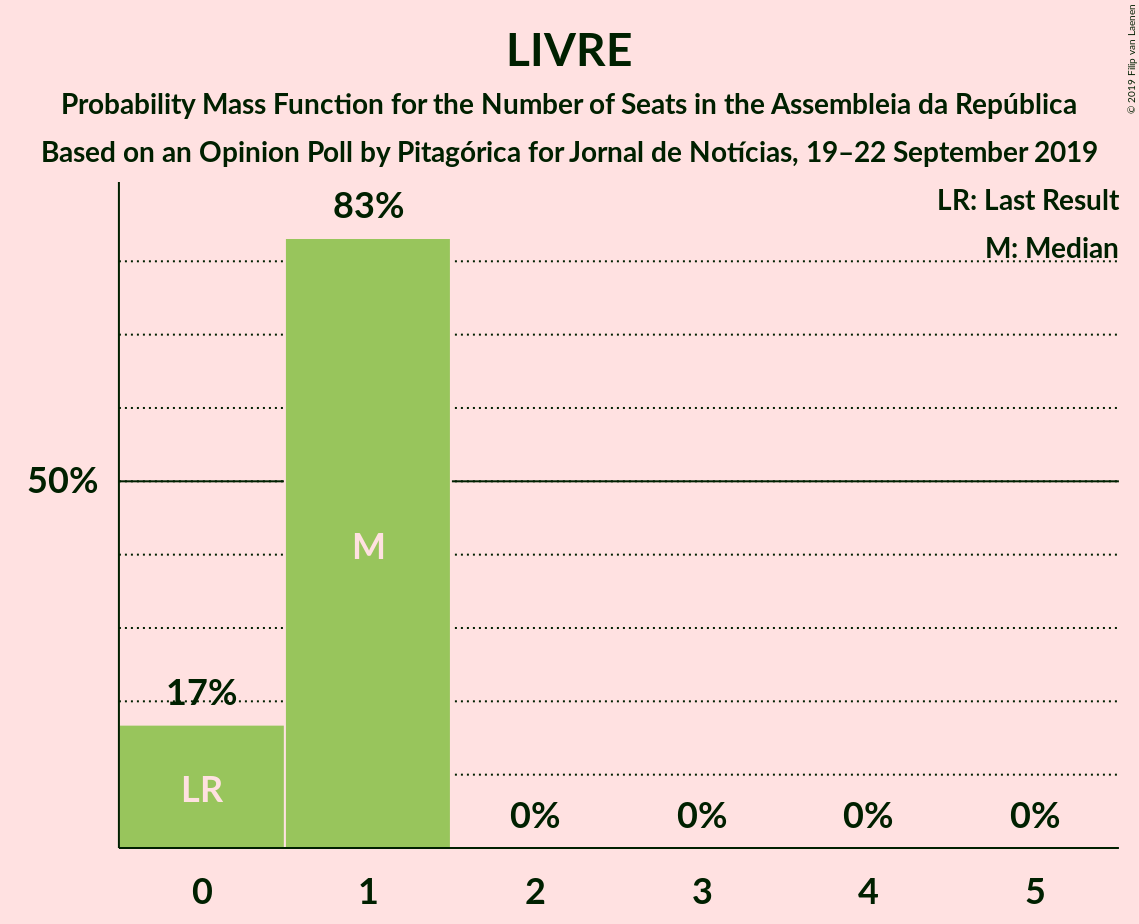 LIVRE
Probability Mass Function for the Number of Seats in the Assembleia da República
Based on an Opinion Poll by Pitagórica for Jornal de Notícias, 19–22 September 2019
© 2019 Filip van Laenen
LR: Last Result
M: Median
83%
50%
M
17%
LR
0% 0% 0% 0%
0 1 2 3 4 5